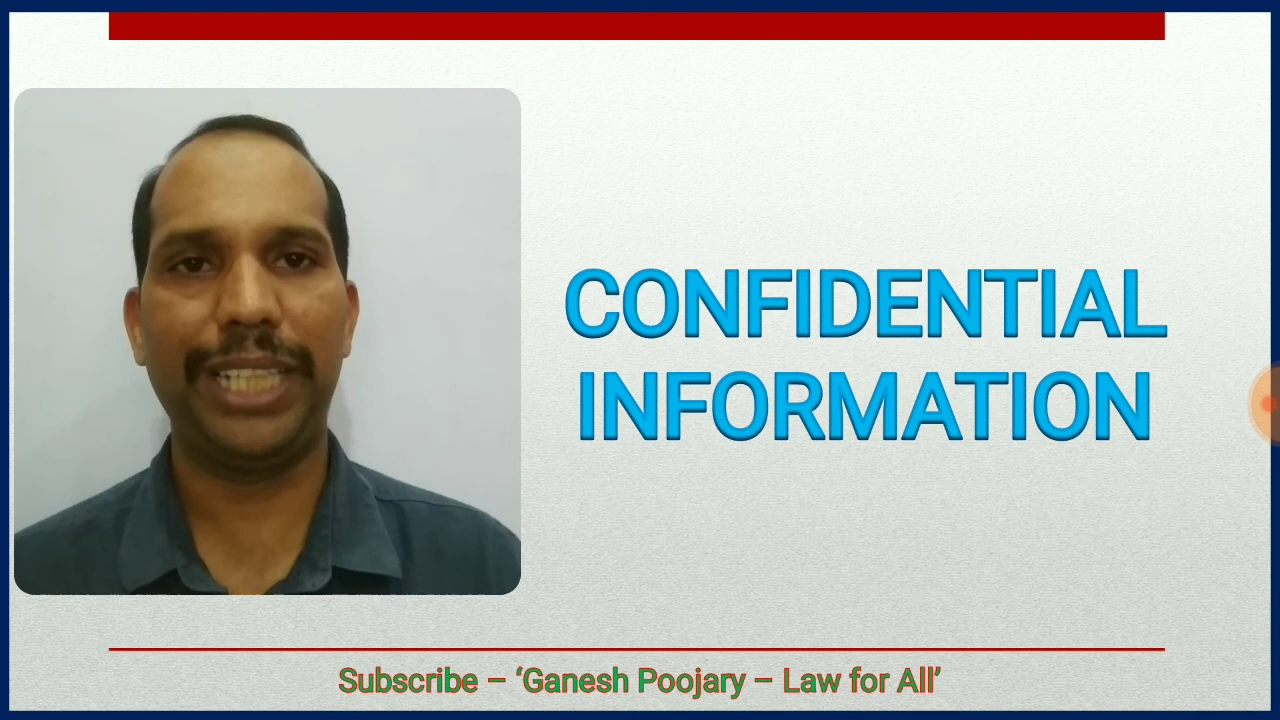 CONFIDENTIAL
INFORMATION
Subscribe – ‘Ganesh Poojary – Law for All’